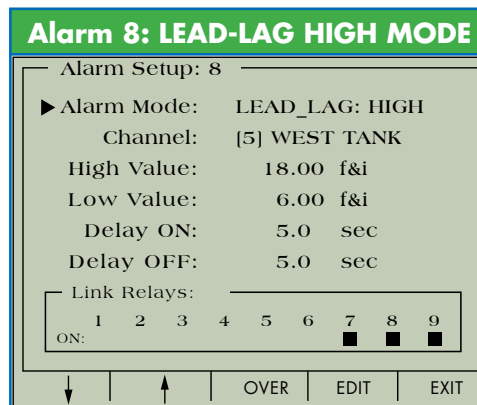 Alarm 8: LEAD-LAG HIGH MODE
Alarm Setup: 8
Alarm Mode: LEAD_LAG: HIGH
Channel: [5] WEST TANK
High Value: 18.00 f&i
Low Value: 6.00 f&i
Delay ON: 5.0 sec
Delay OFF: 5.0 sec
Link Relays:
1 2 3 4 5 6 7 8 9
ON:
OVER EDIT EXIT